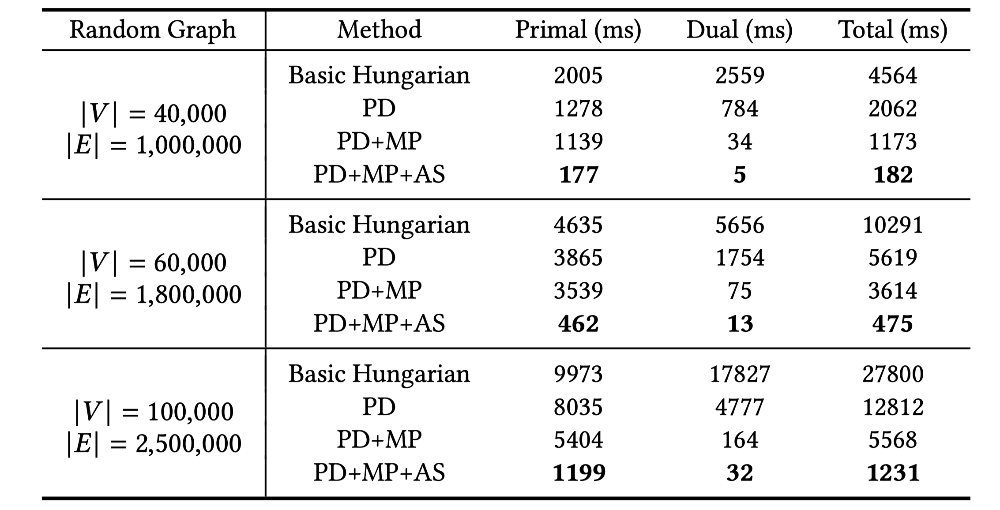 Random Graph Method Primal (ms) Dual (ms) Total (ms)
Basic Hungarian 2005 2559 4564
|V| = 40,000 PD 1278 784 2062
|E| = 1,000,000 PD+MP 1139 34 1173
PD+MP+AS 177 5 182
Basic Hungarian 4635 5656 10291
|V| = 60,000 PD 3865 1754 5619
|E| = 1,800,000 PD+MP 3539 75 3614
PD+MP+AS 462 13 475
Basic Hungarian 9973 17827 27800
|V| = 100,000 PD 8035 4777 12812
|E| = 2,500,000 PD+MP 5404 164 5568
PD+MP+AS 1199 32 1231